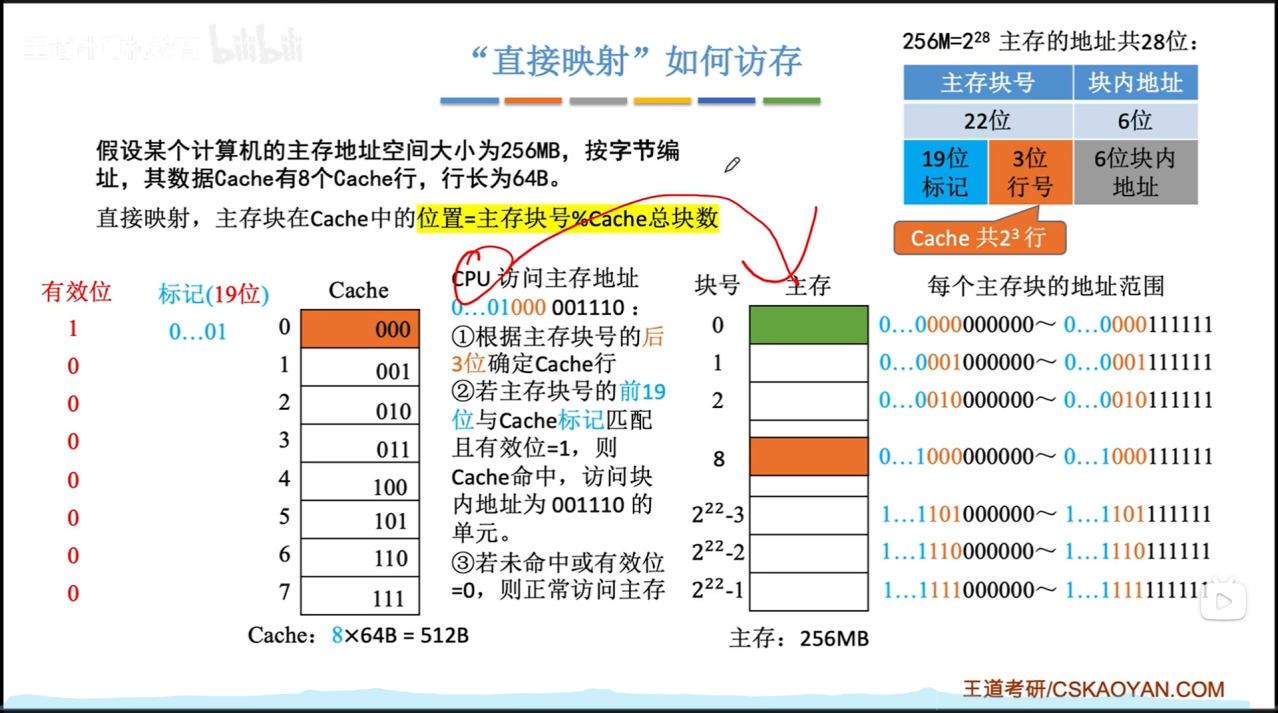 bilibili
“直接映射”如何访存
256M=2²⁸ 主存的地址共28位：
主存块号 块内地址
22位 6位
19位标记 3位行号 6位块内地址
Cache 共2³ 行
假设某个计算机的主存地址空间大小为256MB，按字节编
址，其数据Cache有8个Cache行，行长为64B。
直接映射，主存块在Cache中的位置=主存块号%Cache总块数
有效位 标记(19位) Cache
1 0…01 0 000
0 1 001
0 2 010
0 3 011
0 4 100
0 5 101
0 6 110
0 7 111
Cache：8×64B = 512B
CPU 访问主存地址
0…01000 001110：
①根据主存块号的后
3位确定Cache行
②若主存块号的前19
位与Cache标记匹配
且有效位=1，则
Cache命中，访问块
内地址为 001110 的
单元。
③若未命中或有效位
=0，则正常访问主存
块号 主存 每个主存块的地址范围
0 0…0000000000～ 0…0000111111
1 0…0001000000～ 0…0001111111
2 0…0010000000～ 0…0010111111
8 0…1000000000～ 0…1000111111
2²²-3 1…1101000000～ 1…1101111111
2²²-2 1…1110000000～ 1…1110111111
2²²-1 1…1111000000～ 1…1111111111
主存：256MB
王道考研/CSKAOYAN.COM